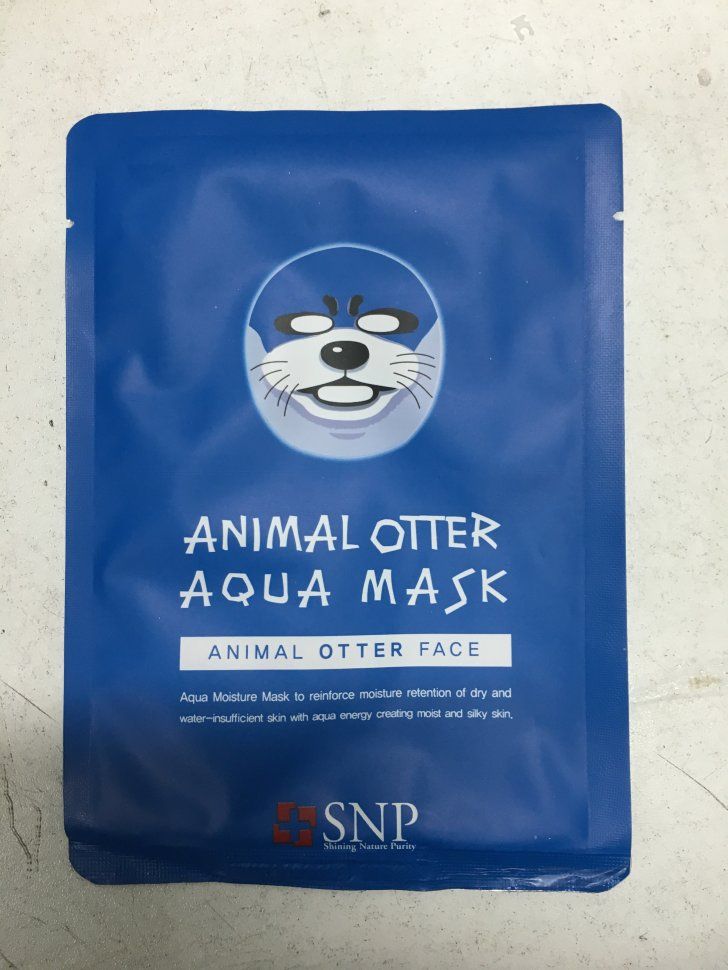 ANIMAL OTTER
AQUA MASK
ANIMAL OTTER FACE
Aqua Moisture Mask to reinforce moisture retention of dry and
water-insufficient skin with aqua energy creating moist and silky skin.
SNP
Shining Nature Purity